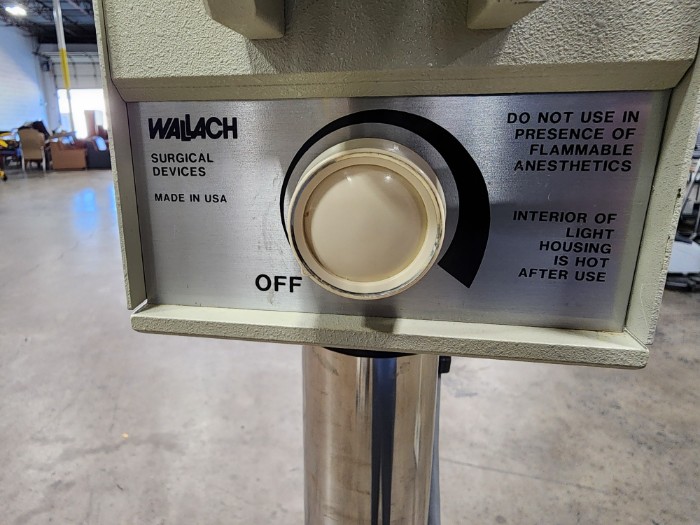 WALLACH
SURGICAL
DEVICES
MADE IN USA
OFF
DO NOT USE IN
PRESENCE OF
FLAMMABLE
ANESTHETICS
INTERIOR OF
LIGHT
HOUSING
IS HOT
AFTER USE